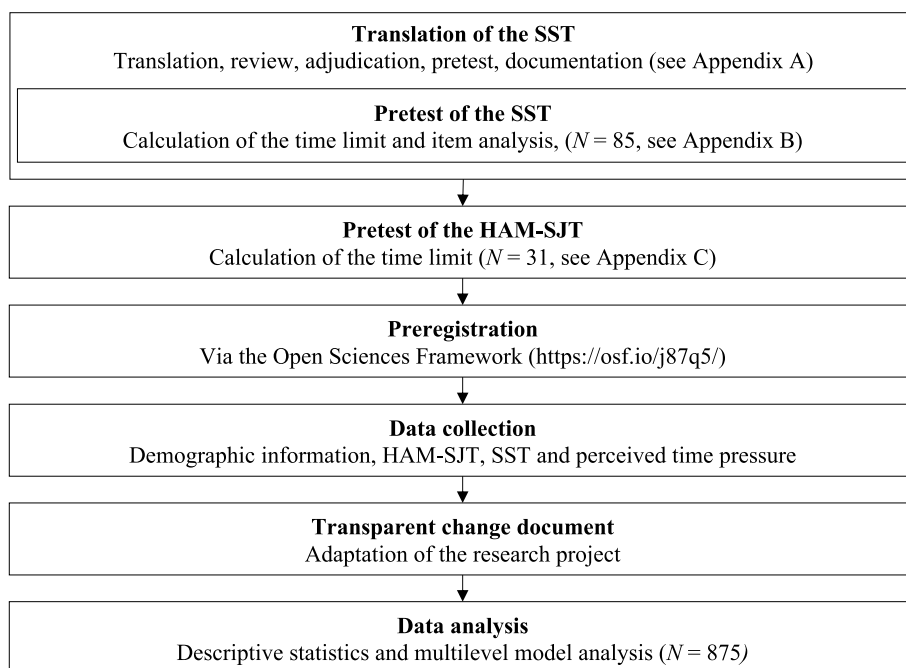 Translation of the SST
Translation, review, adjudication, pretest, documentation (see Appendix A)
Pretest of the SST
Calculation of the time limit and item analysis, (N = 85, see Appendix B)
Pretest of the HAM-SJT
Calculation of the time limit (N = 31, see Appendix C)
Preregistration
Via the Open Sciences Framework (https://osf.io/j87q5/)
Data collection
Demographic information, HAM-SJT, SST and perceived time pressure
Transparent change document
Adaptation of the research project
Data analysis
Descriptive statistics and multilevel model analysis (N = 875)